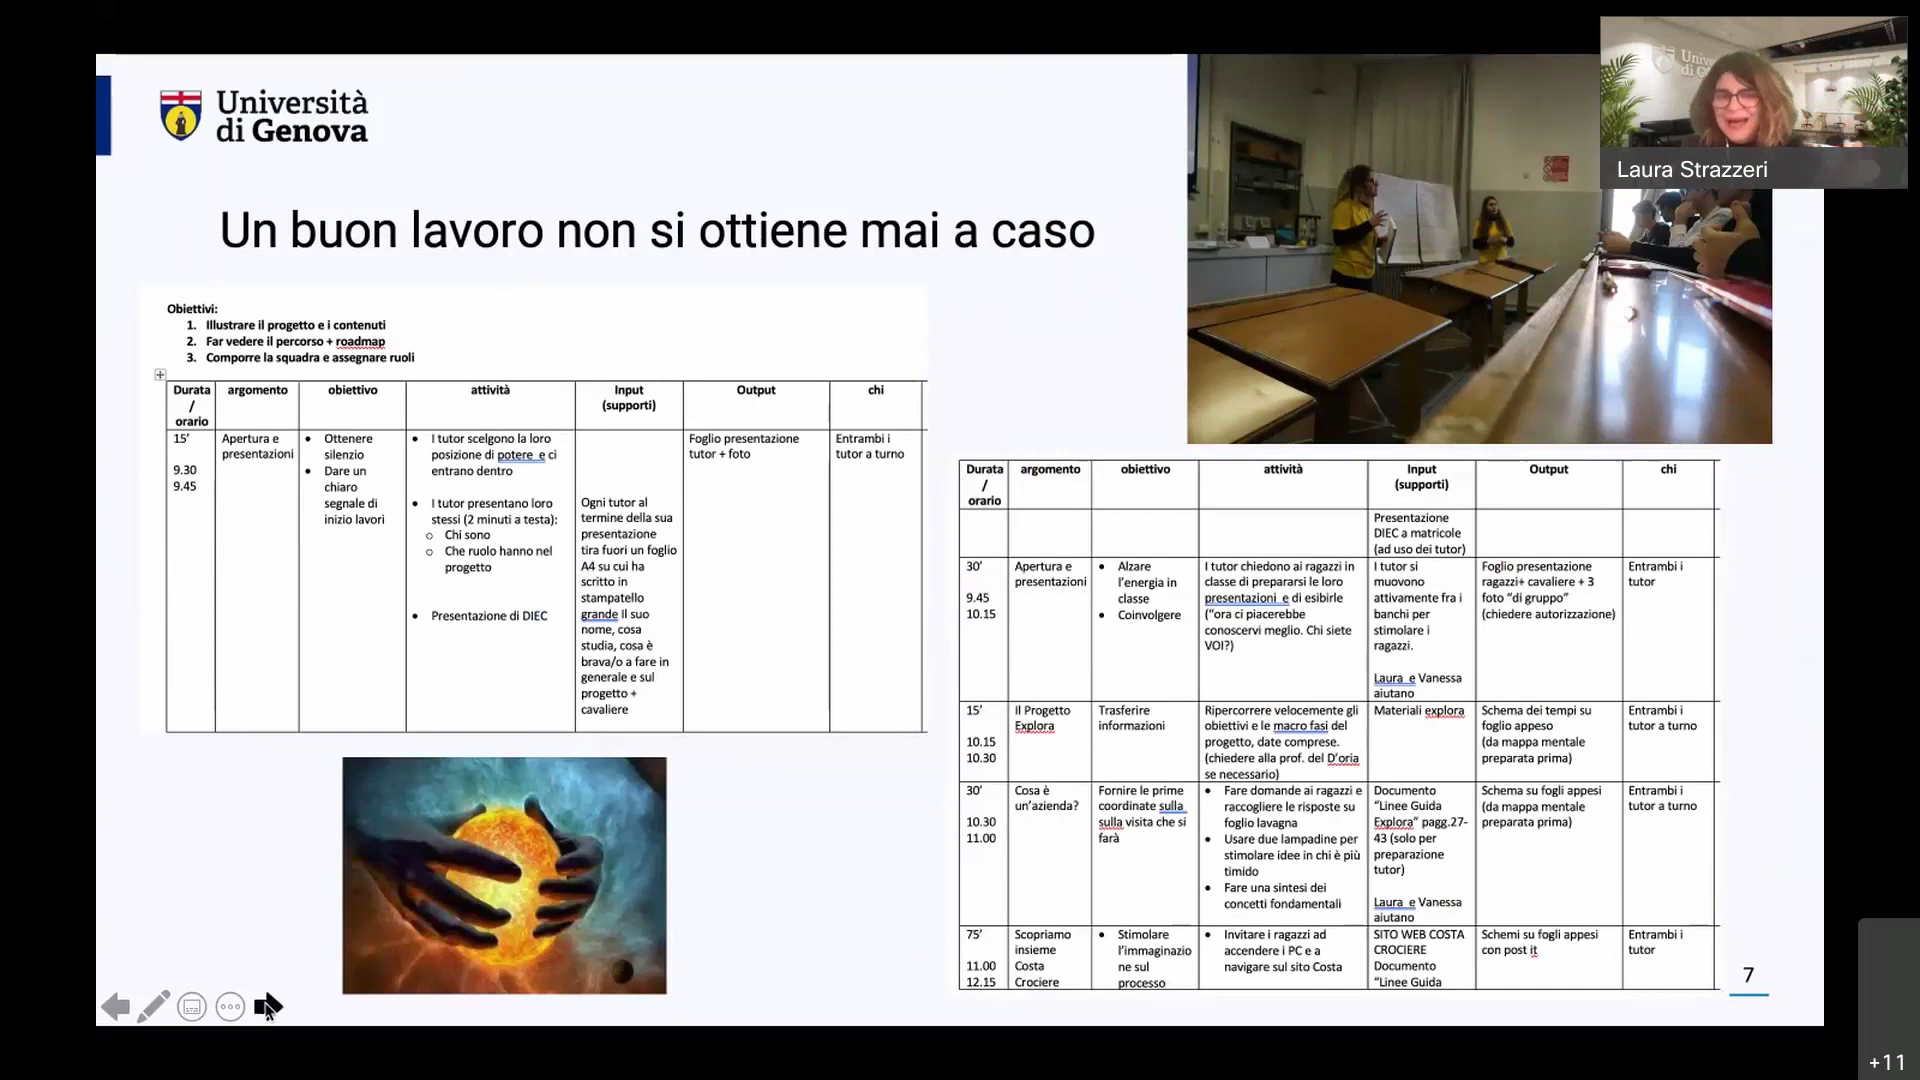 Università
di Genova
Laura Strazzeri
Un buon lavoro non si ottiene mai a caso
Obiettivi:
1. Illustrare il progetto e i contenuti
2. Far vedere il percorso + roadmap
3. Comporre la squadra e assegnare ruoli
Durata
/
orario
argomento
obiettivo
attività
Input
(supporti)
Output
chi
15’
9.30
9.45
Apertura e
presentazioni
• Ottenere
silenzio
• Dare un
chiaro
segnale di
inizio lavori
• I tutor scelgono la loro
posizione di potere e ci
entrano dentro
• I tutor presentano loro
stessi (2 minuti a testa):
o Chi sono
o Che ruolo hanno nel
progetto
• Presentazione di DIEC
Ogni tutor al
termine della sua
presentazione
tira fuori un foglio
A4 su cui ha
scritto in
stampatello
grande Il suo
nome, cosa
studia, cosa è
brava/o a fare in
generale e sul
progetto +
cavaliere
Foglio presentazione
tutor + foto
Entrambi i
tutor a turno
Durata
/
orario
argomento
obiettivo
attività
Input
(supporti)
Output
chi
Presentazione
DIEC a matricole
(ad uso dei tutor)
30’
9.45
10.15
Apertura e
presentazioni
• Alzare
l’energia in
classe
• Coinvolgere
I tutor chiedono ai ragazzi in
classe di prepararsi le loro
presentazioni e di esibirle
(“ora ci piacerebbe
conoscervi meglio. Chi siete
VOI?)
I tutor si
muovono
attivamente fra i
banchi per
stimolare i
ragazzi.
Laura e Vanessa
aiutano
Foglio presentazione
ragazzi+ cavaliere + 3
foto “di gruppo”
(chiedere autorizzazione)
Entrambi i
tutor
15’
10.15
10.30
Il Progetto
Explora
Trasferire
informazioni
Ripercorrere velocemente gli
obiettivi e le macro fasi del
progetto, date comprese.
(chiedere alla prof. del D’oria
se necessario)
Materiali explora
Schema dei tempi su
foglio appeso
(da mappa mentale
preparata prima)
Entrambi i
tutor a turno
30’
10.30
11.00
Cosa è
un’azienda?
Fornire le prime
coordinate sulla
sulla visita che si
farà
• Fare domande ai ragazzi e
raccogliere le risposte su
foglio lavagna
• Usare due lampadine per
stimolare idee in chi è più
timido
• Fare una sintesi dei
concetti fondamentali
Documento
“Linee Guida
Explora” pagg.27-
43 (solo per
preparazione
tutor)
Laura e Vanessa
aiutano
Schema su fogli appesi
(da mappa mentale
preparata prima)
Entrambi i
tutor a turno
75’
11.00
12.15
Scopriamo
insieme
Costa
Crociere
• Stimolare
l’immaginazio
ne sul
processo
• Invitare i ragazzi ad
accendere i PC e a
navigare sul sito Costa
SITO WEB COSTA
CROCIERE
Documento
“Linee Guida
Schemi su fogli appesi
con post it
Entrambi i
tutor
7
+11